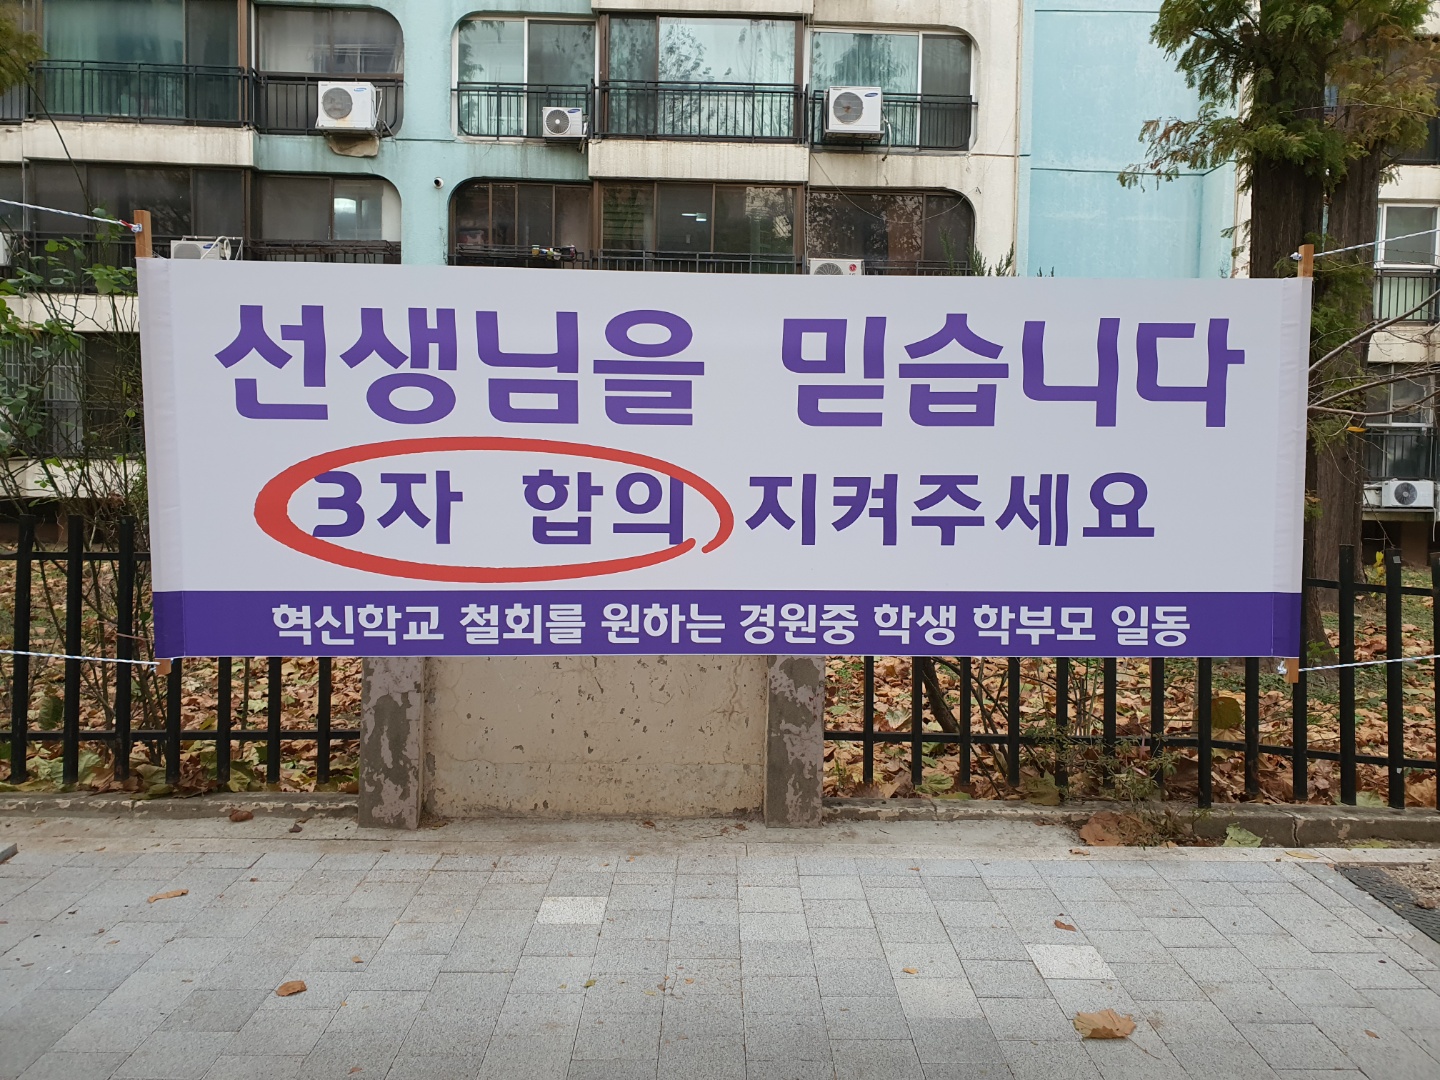 선생님을 믿습니다
3자 합의 지켜주세요
혁신학교 철회를 원하는 경원중 학생 학부모 일동